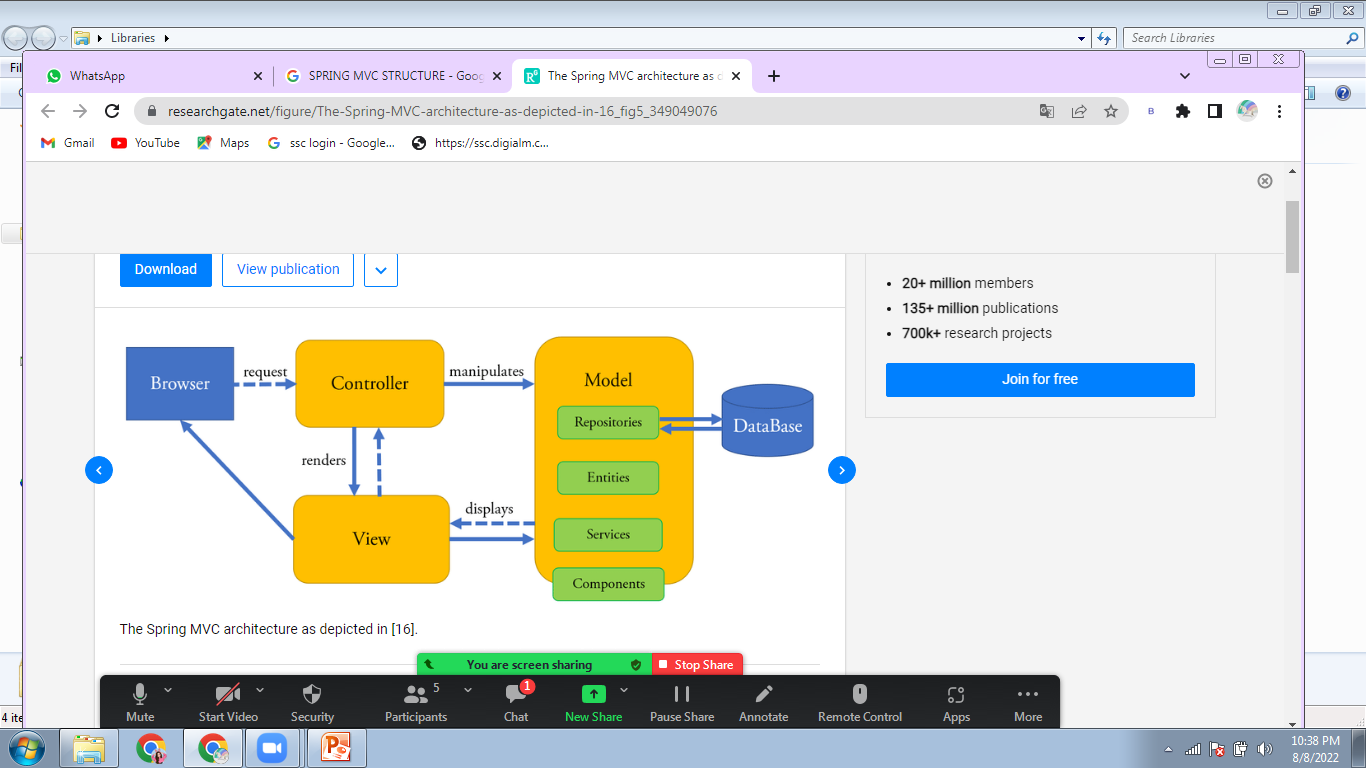 Libraries
Search Libraries
Fil
WhatsApp
SPRING MVC STRUCTURE - Goog
The Spring MVC architecture as d
researchgate.net/figure/The-Spring-MVC-architecture-as-depicted-in-16_fig5_349049076
B
Gmail
YouTube
Maps
ssc login - Google...
https://ssc.digialm.c...
Download
View publication
20+ million members
135+ million publications
700k+ research projects
Join for free
Browser
request
Controller
manipulates
Model
Repositories
DataBase
renders
Entities
displays
View
Services
Components
The Spring MVC architecture as depicted in [16].
You are screen sharing
Stop Share
Mute
Start Video
Security
5
Participants
1
Chat
New Share
Pause Share
Annotate
Remote Control
Apps
More
4 ite
10:38 PM
8/8/2022